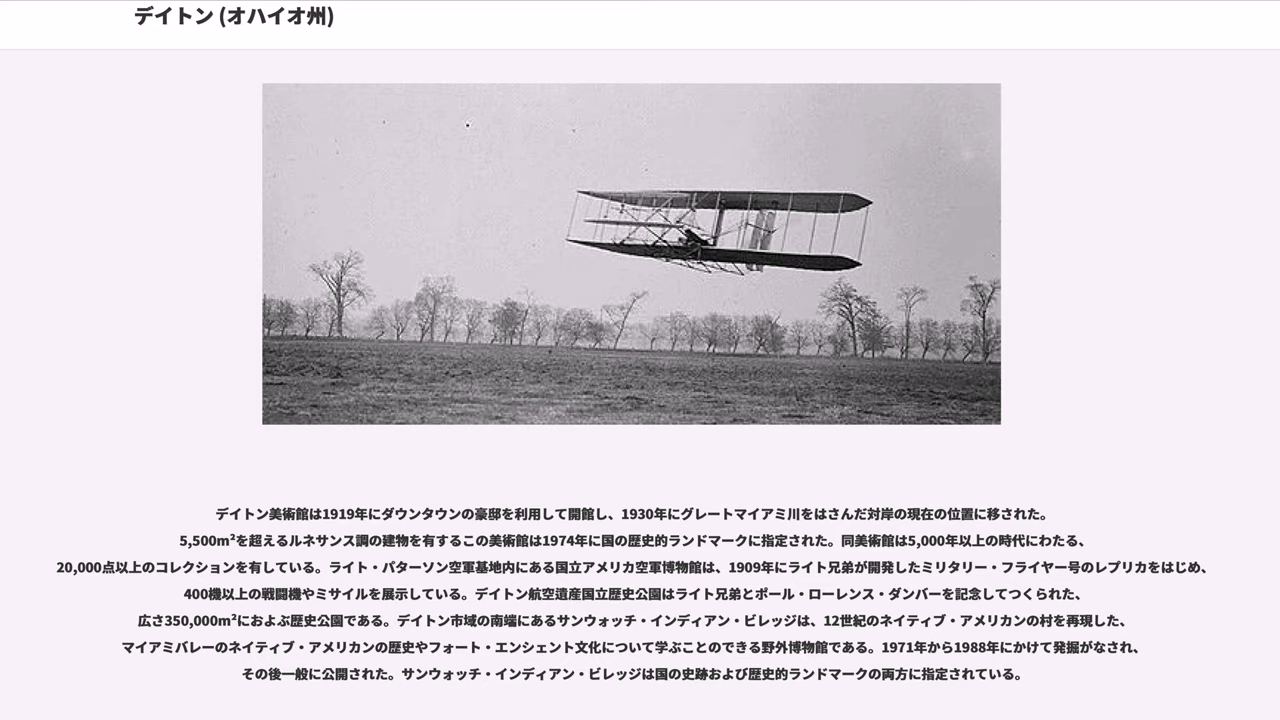 デイトン (オハイオ州)
デイトン美術館は1919年にダウンタウンの豪邸を利用して開館し、1930年にグレートマイアミ川をはさんだ対岸の現在の位置に移された。
5,500m²を超えるルネサンス調の建物を有するこの美術館は1974年に国の歴史的ランドマークに指定された。同美術館は5,000年以上の時代にわたる、
20,000点以上のコレクションを有している。ライト・パターソン空軍基地内にある国立アメリカ空軍博物館は、1909年にライト兄弟が開発したミリタリー・フライヤー号のレプリカをはじめ、
400機以上の戦闘機やミサイルを展示している。デイトン航空遺産国立歴史公園はライト兄弟とポール・ローレンス・ダンバーを記念してつくられた、
広さ350,000m²におよぶ歴史公園である。デイトン市域の南端にあるサンウォッチ・インディアン・ビレッジは、12世紀のネイティブ・アメリカンの村を再現した、
マイアミバレーのネイティブ・アメリカンの歴史やフォート・エンシェント文化について学ぶことのできる野外博物館である。1971年から1988年にかけて発掘がなされ、
その後一般に公開された。サンウォッチ・インディアン・ビレッジは国の史跡および歴史的ランドマークの両方に指定されている。